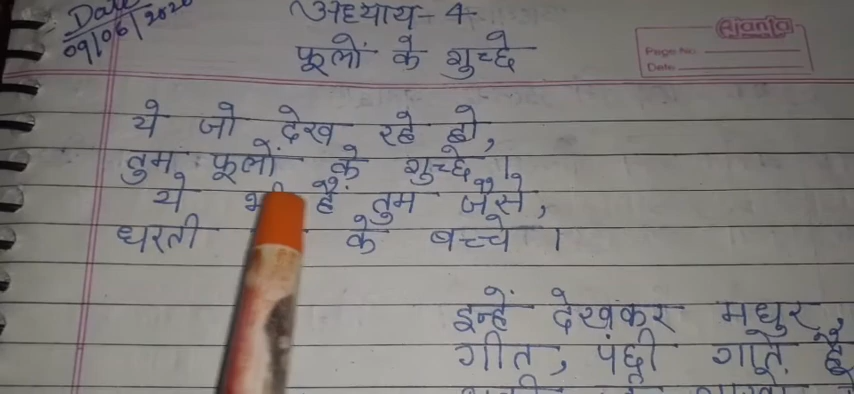 Date
09/06/2020
अध्याय-4
फूलों के गुच्छे
Ajanta
Page No.
Date
ये जो देख रहे हो,
तुम फूलों के गुच्छे।
ये भी हैं तुम जैसे,
धरती के बच्चे।
इन्हें देखकर मधुर
गीत, पंछी गाते हैं